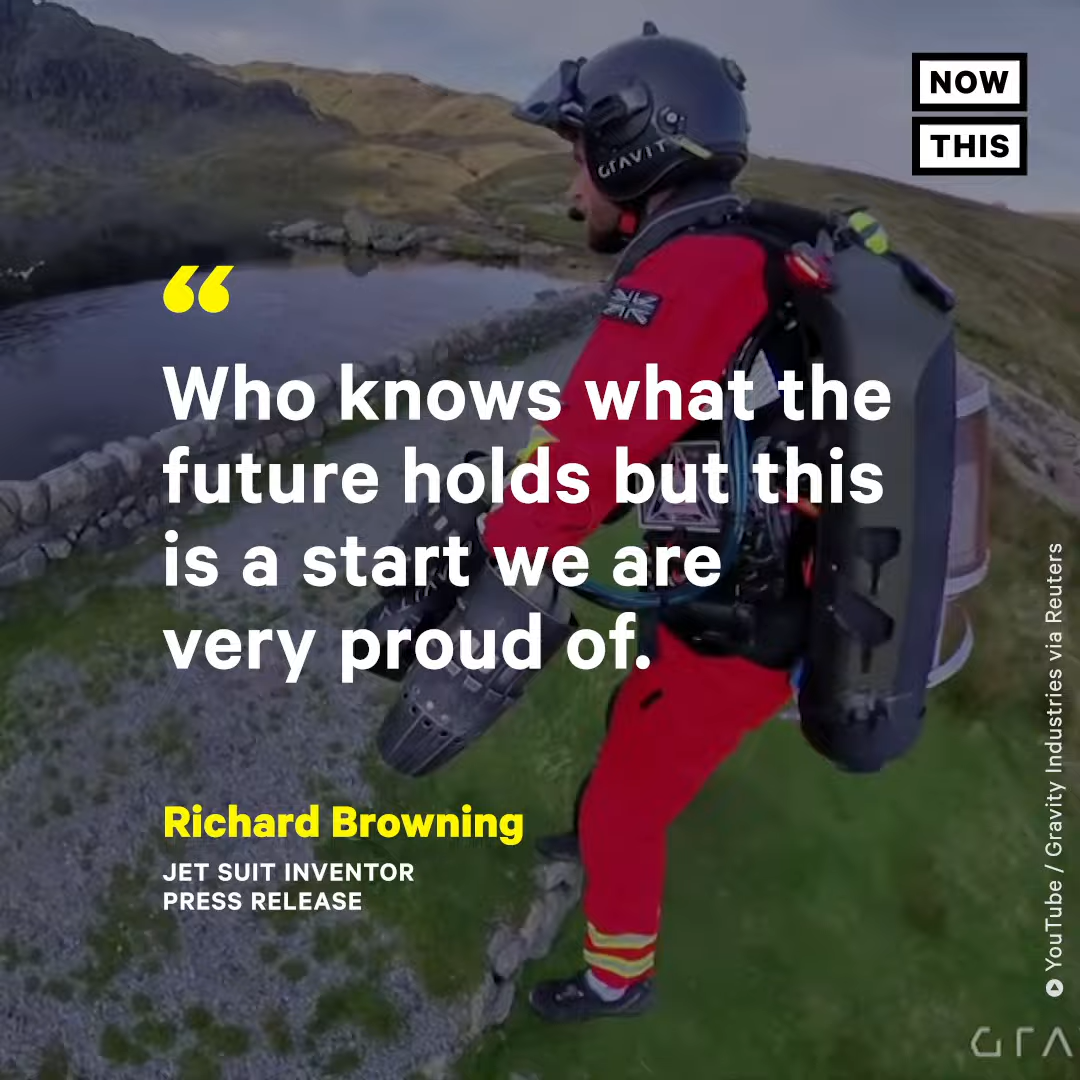 NOW
THIS
GRAVIT
“
Who knows what the
future holds but this
is a start we are
very proud of.
Richard Browning
JET SUIT INVENTOR
PRESS RELEASE
YouTube / Gravity Industries via Reuters
GRA